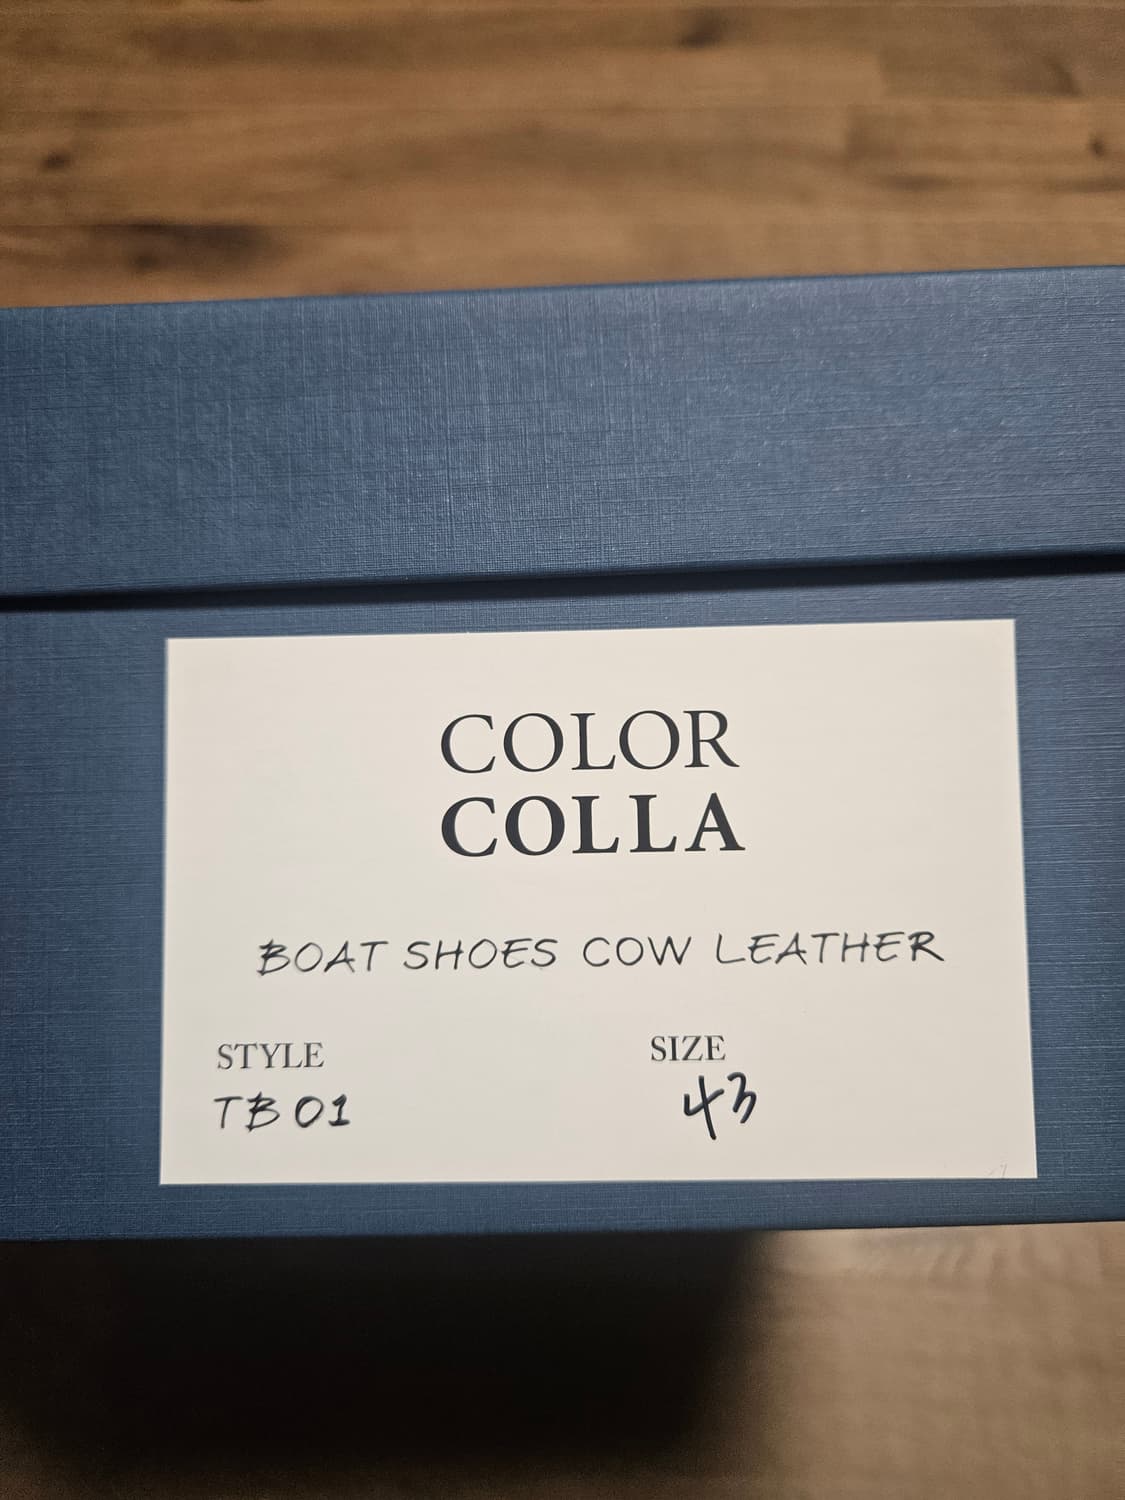 COLOR
COLLA
BOAT SHOES COW LEATHER
STYLE SIZE
TB01 43